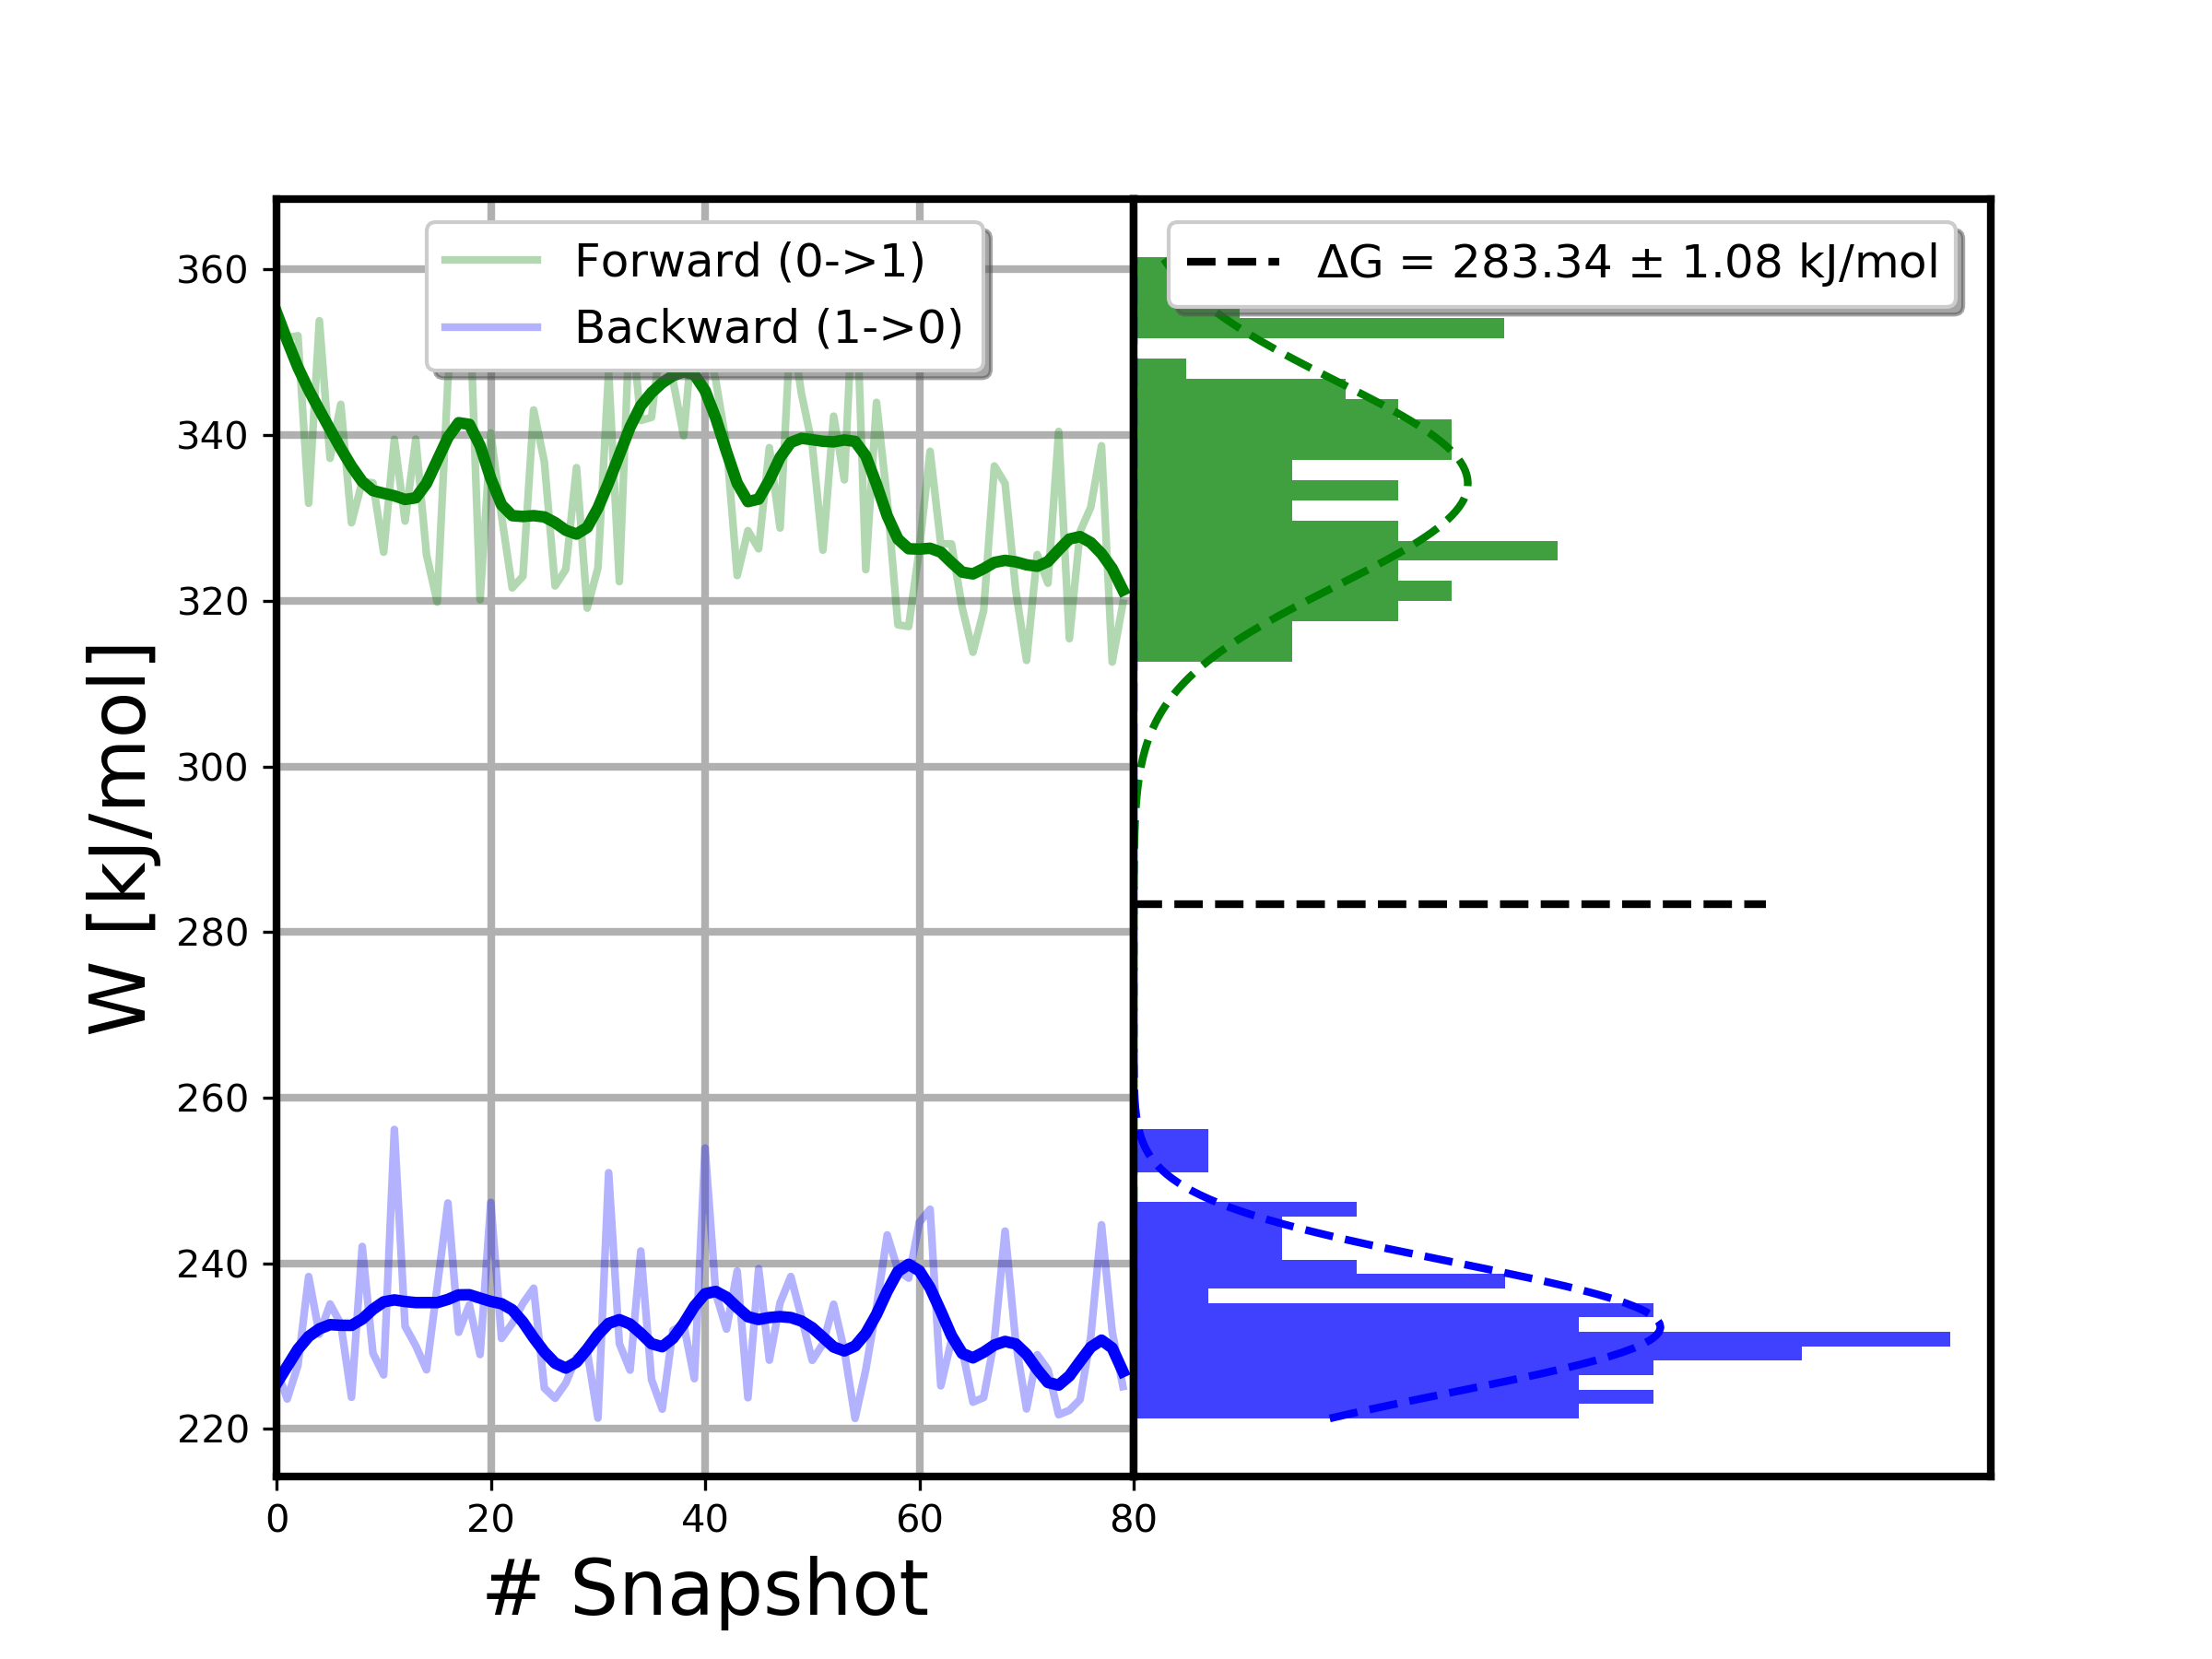 Forward (0->1)
Backward (1->0)
ΔG = 283.34 ± 1.08 kJ/mol
W [kJ/mol]
360
340
320
300
280
260
240
220
0 20 40 60 80
# Snapshot